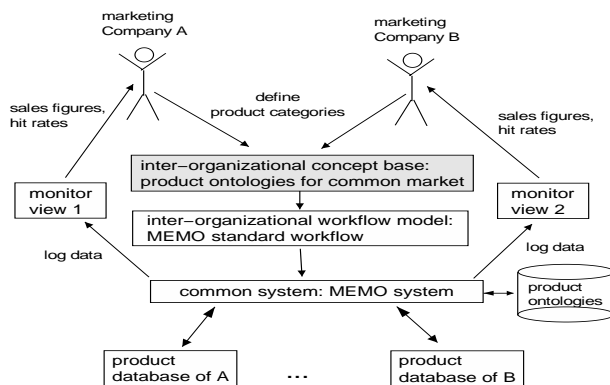 marketing
Company A
marketing
Company B
sales figures,
hit rates
define
product categories
sales figures,
hit rates
inter-organizational concept base:
product ontologies for common market
monitor
view 1
inter-organizational workflow model:
MEMO standard workflow
monitor
view 2
log data
log data
common system: MEMO system
product
ontologies
product
database of A
...
product
database of B